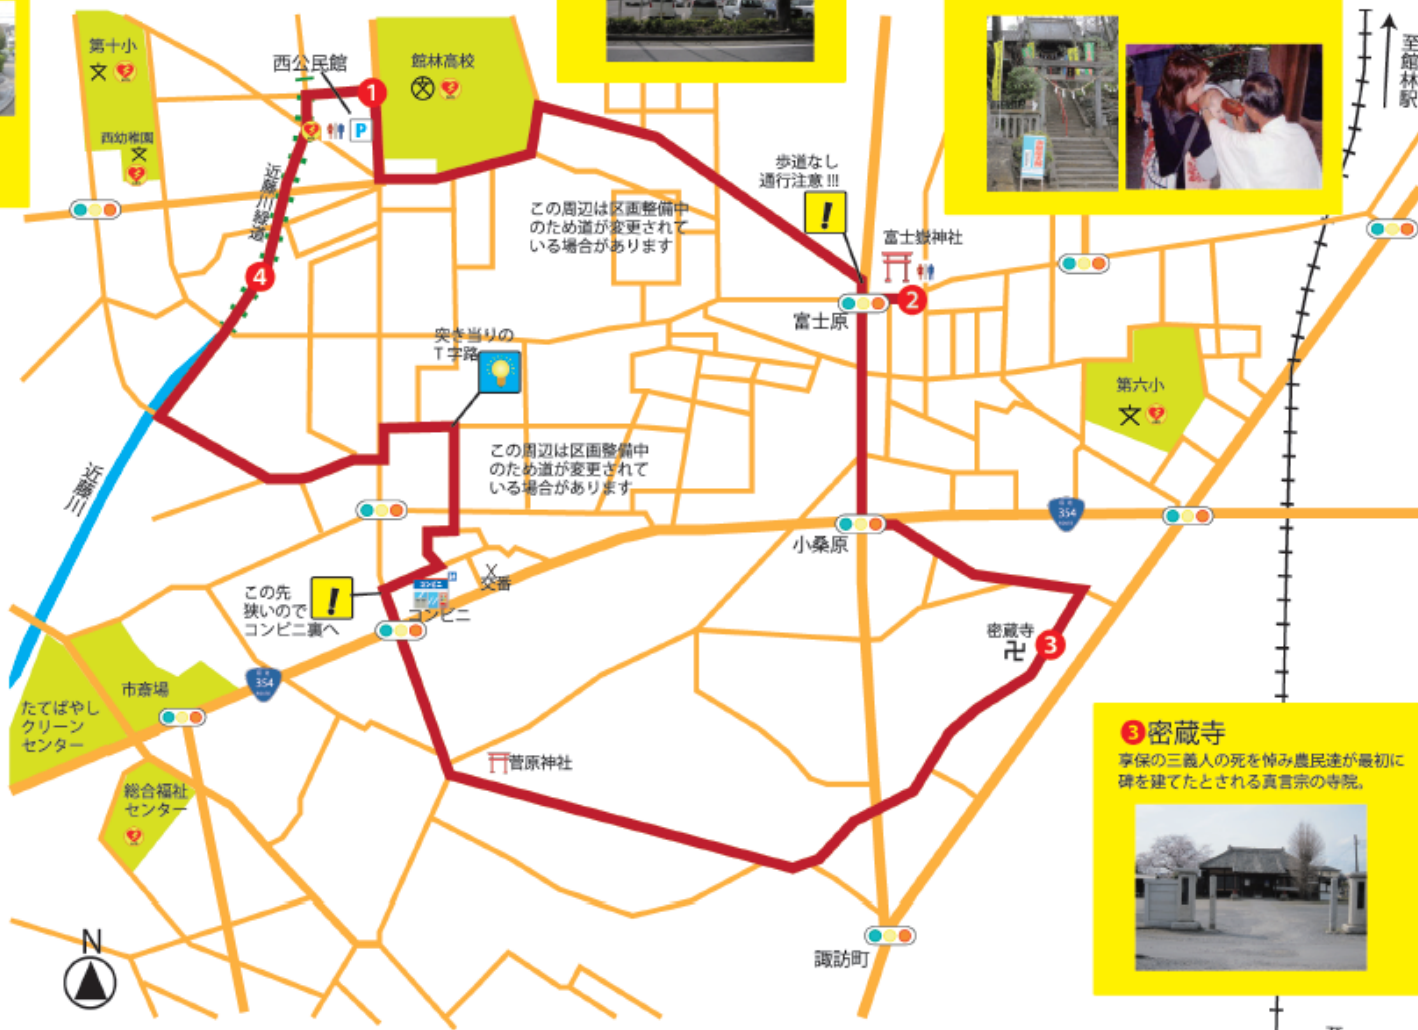 第十小
西幼稚園
西公民館
1
館林高校
P
近藤川緑道
4
この周辺は区画整備中
のため道が変更されて
いる場合があります
歩道なし
通行注意!!!
!
富士嶽神社
2
富士原
至館林駅
突き当りの
T字路
第六小
この周辺は区画整備中
のため道が変更されて
いる場合があります
近藤川
小桑原
354
この先
狭いので
コンビニ裏へ
!
コンビニ
コンビニ
交番
密蔵寺
3
354
市斎場
たてばやし
クリーン
センター
総合福祉
センター
菅原神社
諏訪町
N
3密蔵寺
享保の三義人の死を悼み農民達が最初に
碑を建てたとされる真言宗の寺院。